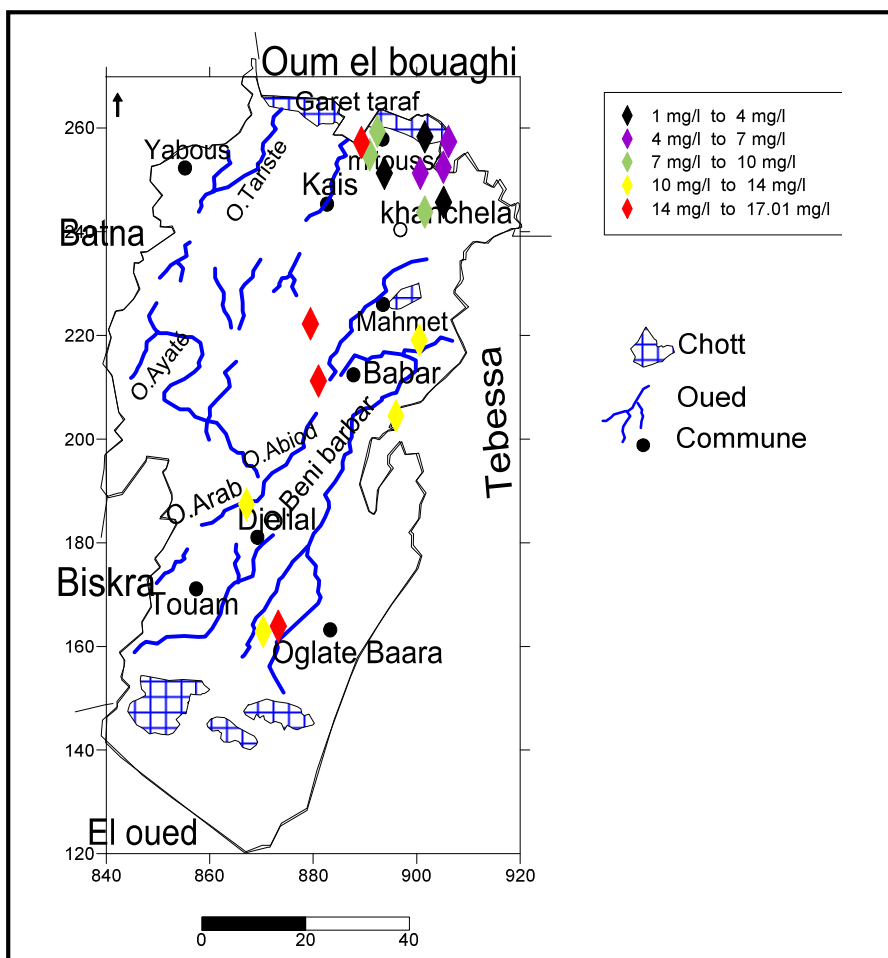 Oum el bouaghi
Garet taraf
260
Yabous
mtoussa
O.Tariste
Kais
khanchela
Batna
240
220
Mahmet
O.Ayate
Babar
Tebessa
200
O.Abiod
O.Beni barbar
O.Arab
Djellal
180
Biskra
Touam
160
Oglate Baara
140
El oued
120
840 860 880 900 920
0 20 40
1 mg/l to 4 mg/l
4 mg/l to 7 mg/l
7 mg/l to 10 mg/l
10 mg/l to 14 mg/l
14 mg/l to 17.01 mg/l
Chott
Oued
Commune